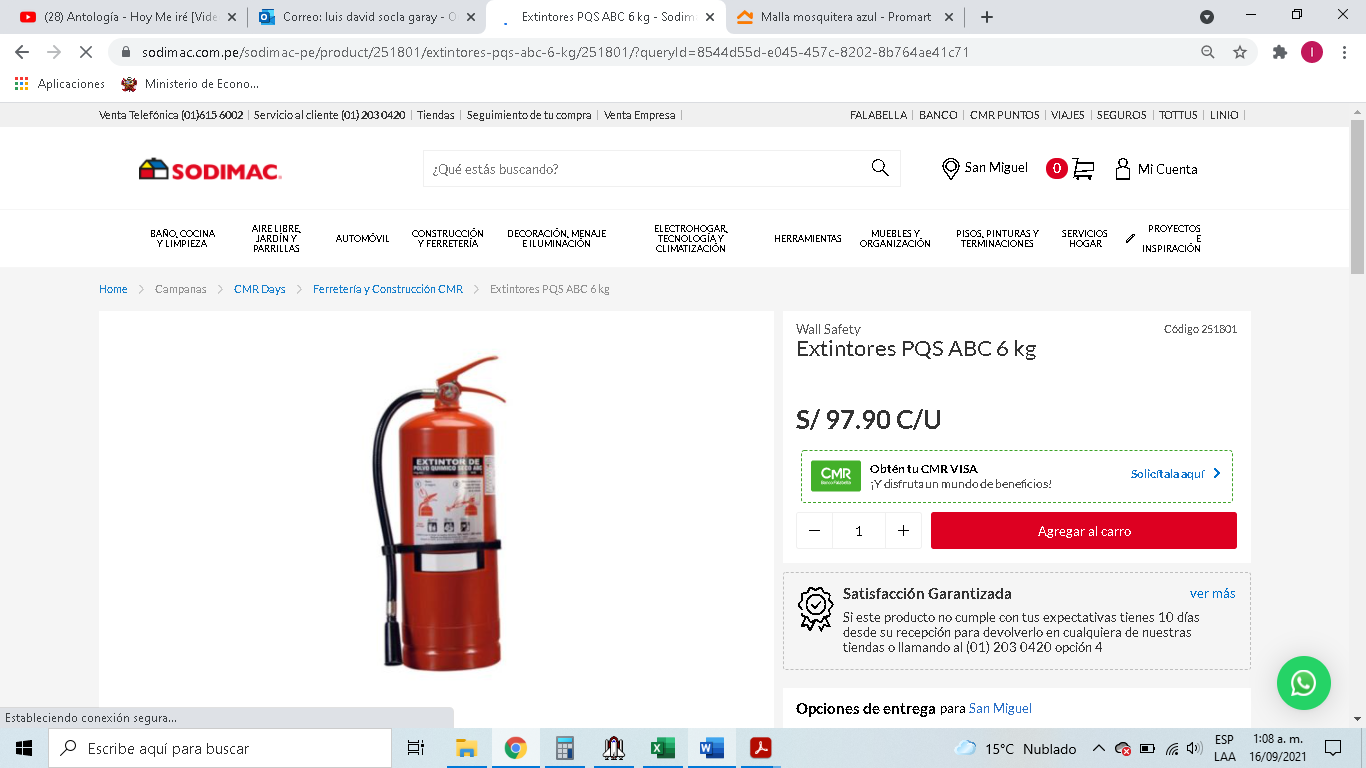 (28) Antología - Hoy Me iré [Vide
Correo: luis david socla garay - O
Extintores PQS ABC 6 kg - Sodim
Malla mosquitera azul - Promart
sodimac.com.pe/sodimac-pe/product/251801/extintores-pqs-abc-6-kg/251801/?queryId=8544d55d-e045-457c-8202-8b764ae41c71
I
Aplicaciones
Ministerio de Econo...
Venta Telefónica (01)615 6002
Servicio al cliente (01) 203 0420
Tiendas
Seguimiento de tu compra
Venta Empresa
FALABELLA
BANCO
CMR PUNTOS
VIAJES
SEGUROS
TOTTUS
LINIO
SODIMAC
¿Qué estás buscando?
San Miguel
0
Mi Cuenta
BAÑO, COCINA
Y LIMPIEZA
AIRE LIBRE,
JARDÍN Y
PARRILLAS
AUTOMÓVIL
CONSTRUCCIÓN
Y FERRETERÍA
DECORACIÓN, MENAJE
E ILUMINACIÓN
ELECTROHOGAR,
TECNOLOGÍA Y
CLIMATIZACIÓN
HERRAMIENTAS
MUEBLES Y
ORGANIZACIÓN
PISOS, PINTURAS Y
TERMINACIONES
SERVICIOS
HOGAR
PROYECTOS
E
INSPIRACIÓN
Home
Campanas
CMR Days
Ferretería y Construcción CMR
Extintores PQS ABC 6 kg
EXTINTOR DE
POLVO QUIMICO SECO ABC
Wall Safety
Código 251801
Extintores PQS ABC 6 kg
S/ 97.90 C/U
CMR
Banco Falabella
Obtén tu CMR VISA
¡Y disfruta un mundo de beneficios!
Solicítala aquí
1
Agregar al carro
Satisfacción Garantizada
ver más
Si este producto no cumple con tus expectativas tienes 10 días
desde su recepción para devolverlo en cualquiera de nuestras
tiendas o llamando al (01) 203 0420 opción 4
Opciones de entrega para San Miguel
Estableciendo conexión segura...
Escribe aquí para buscar
15°C Nublado
ESP
LAA
1:08 a. m.
16/09/2021